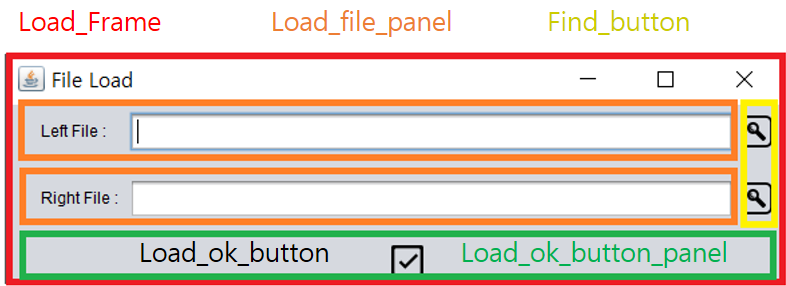 Load_Frame Load_file_panel Find_button
File Load
Left File :
Right File :
Load_ok_button Load_ok_button_panel